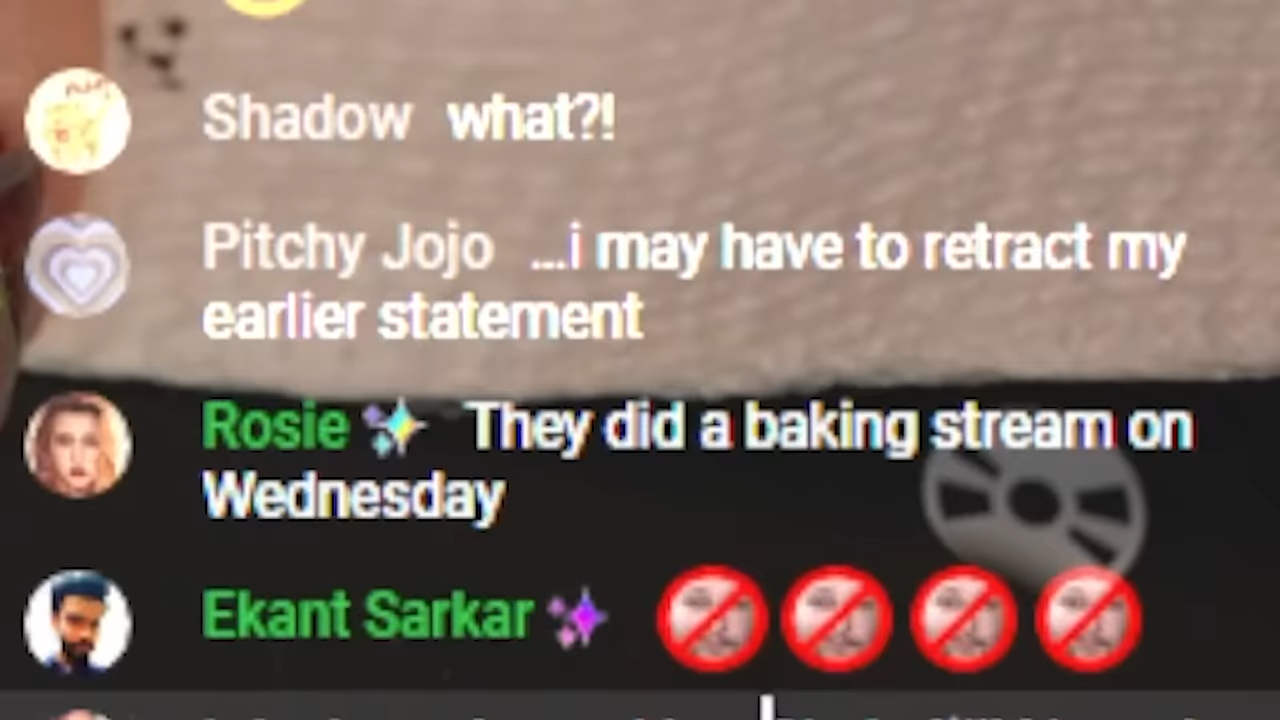 Shadow what?!
Pitchy Jojo ...i may have to retract my
earlier statement
Rosie They did a baking stream on
Wednesday
Ekant Sarkar